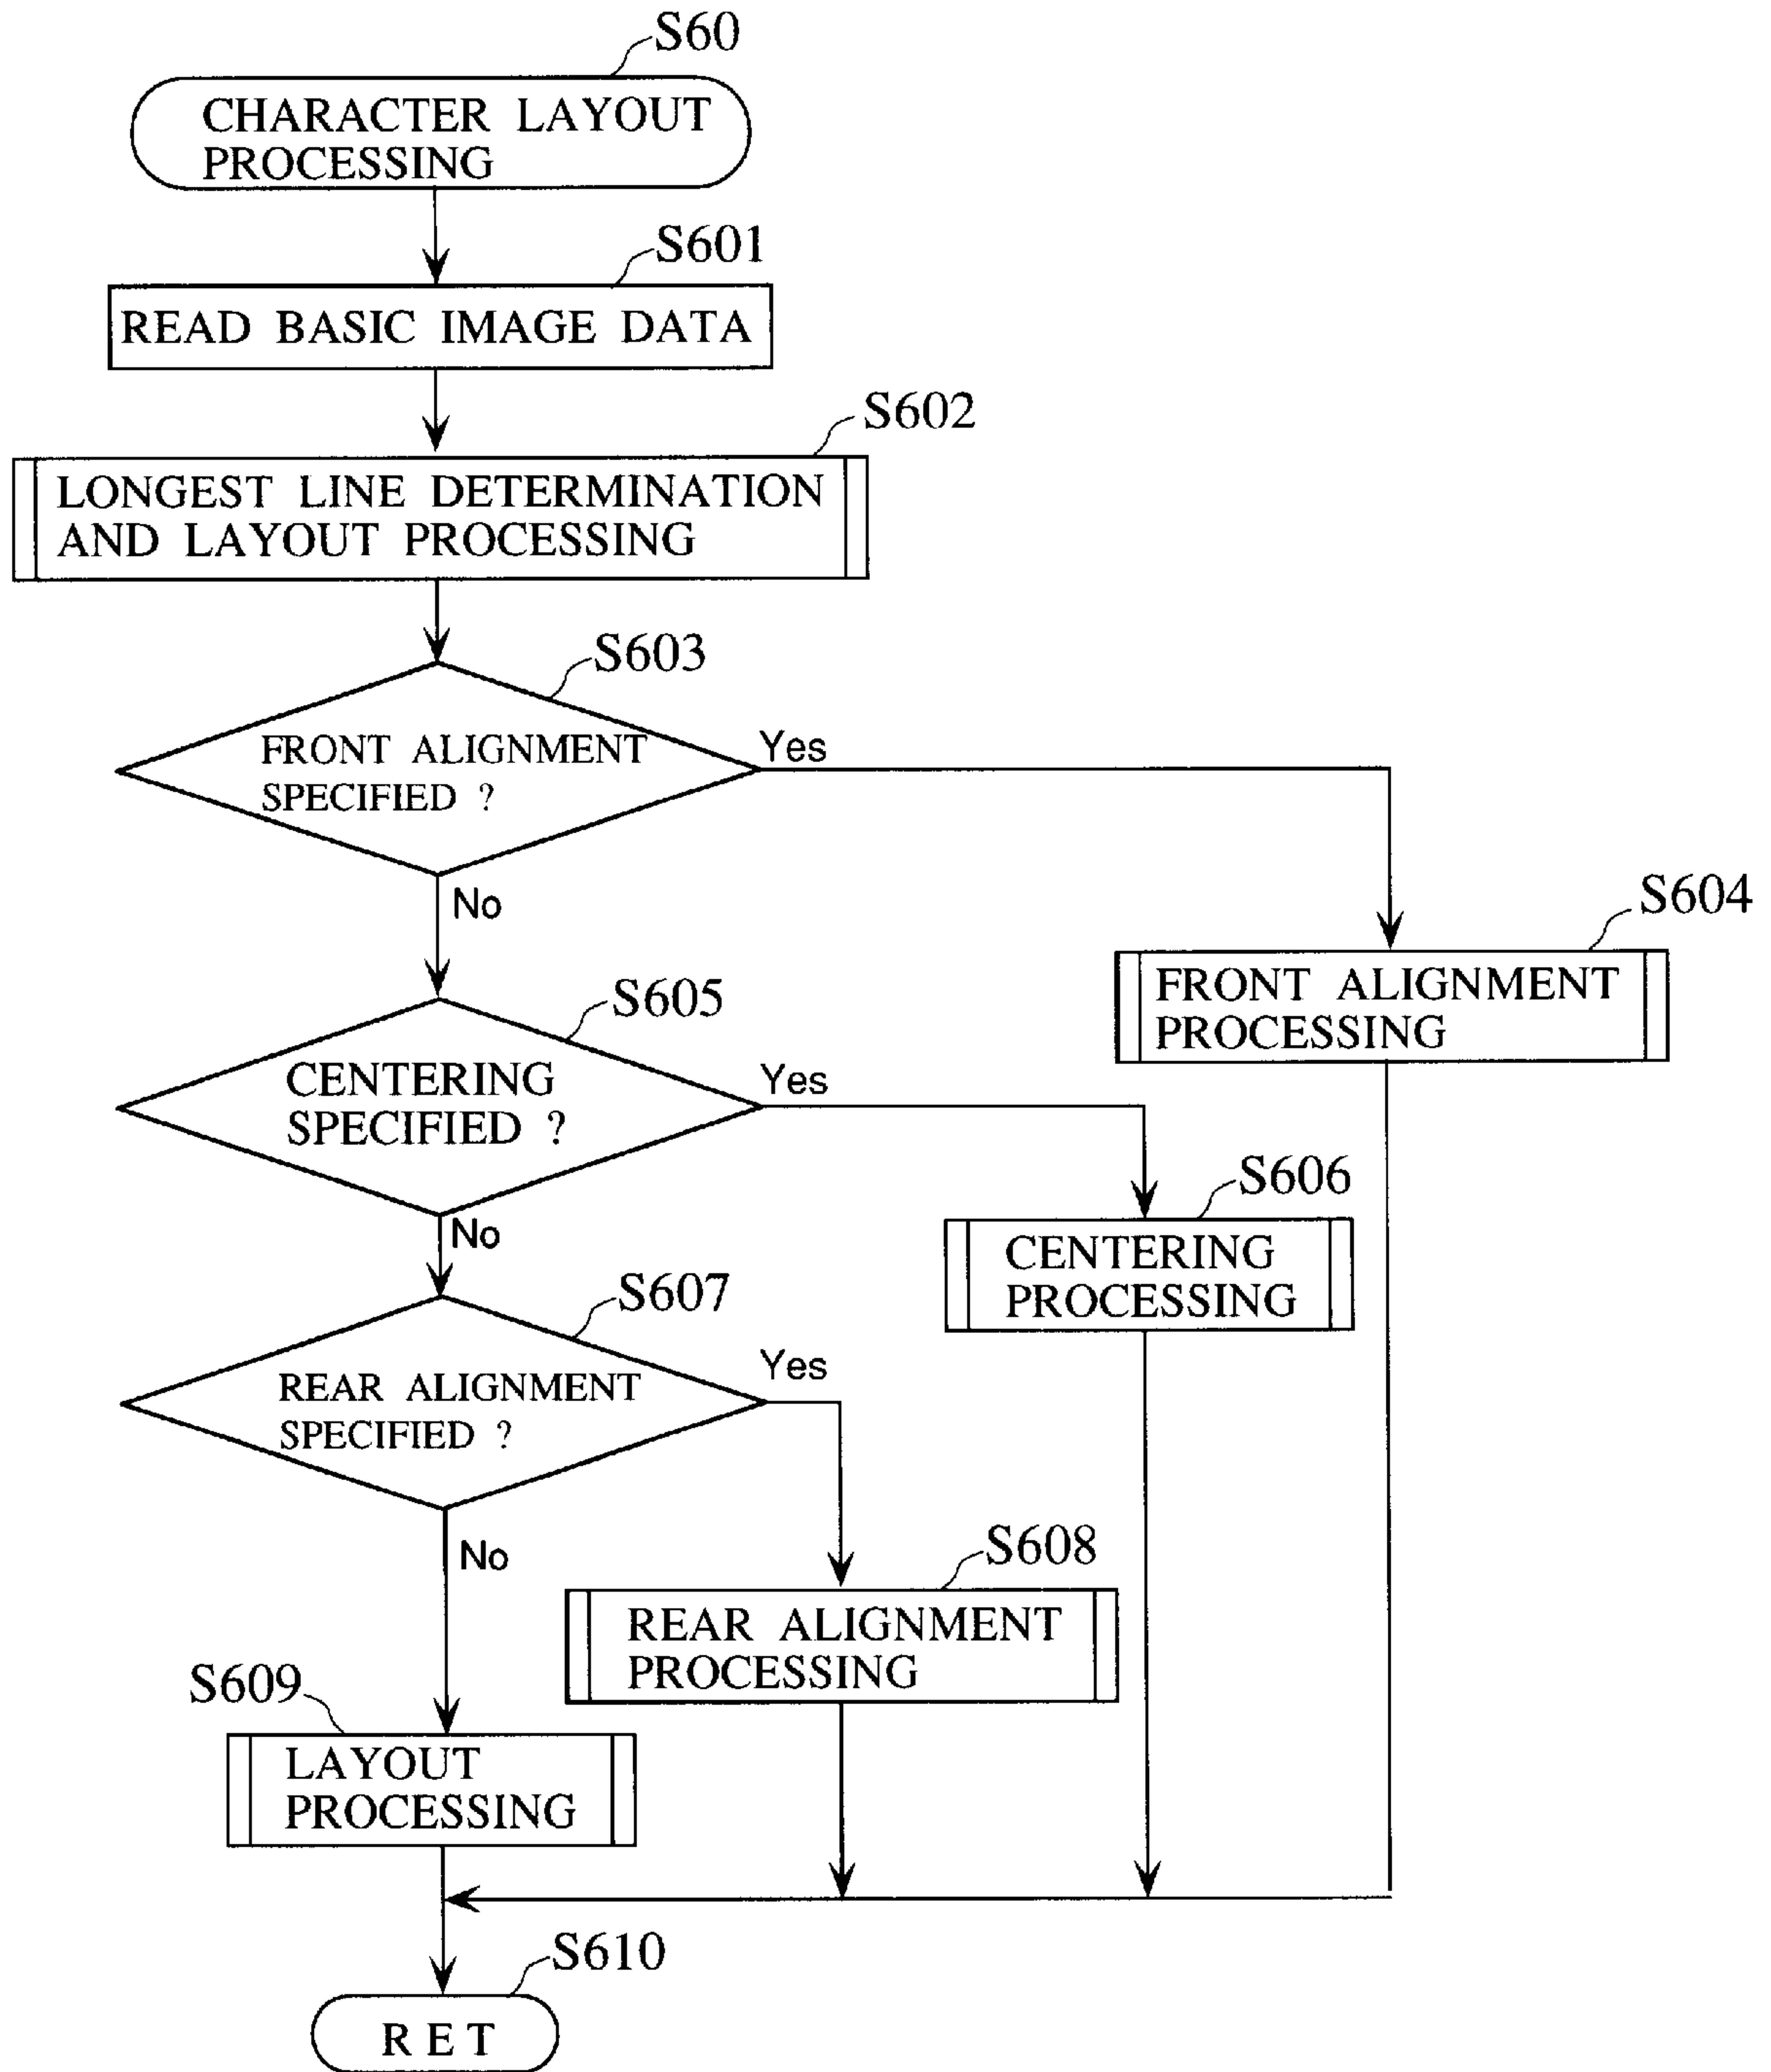 S60
CHARACTER LAYOUT
PROCESSING
S601
READ BASIC IMAGE DATA
S602
LONGEST LINE DETERMINATION
AND LAYOUT PROCESSING
S603
FRONT ALIGNMENT
SPECIFIED ?
Yes
No
S604
FRONT ALIGNMENT
PROCESSING
S605
CENTERING
SPECIFIED ?
Yes
No
S606
CENTERING
PROCESSING
S607
REAR ALIGNMENT
SPECIFIED ?
Yes
No
S608
REAR ALIGNMENT
PROCESSING
S609
LAYOUT
PROCESSING
S610
RET